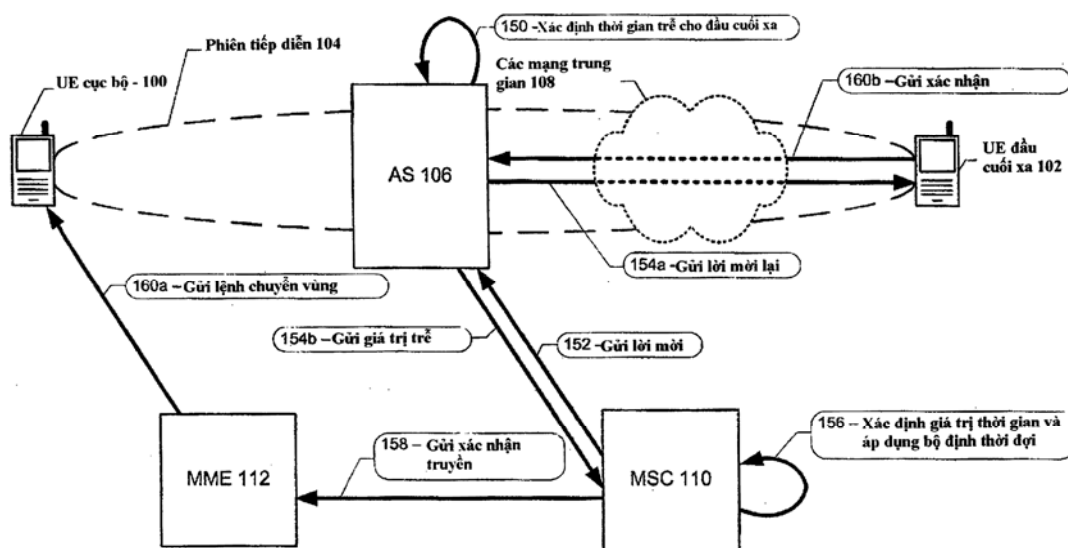 150 -Xác định thời gian trễ cho đầu cuối xa
Phiên tiếp diễn 104
UE cục bộ - 100
Các mạng trung
gian 108
160b – Gửi xác nhận
AS 106
UE đầu
cuối xa 102
154a – Gửi lời mời lại
160a – Gửi lệnh chuyển vùng
154b – Gửi giá trị trễ
152 -Gửi lời mời
156 – Xác định giá trị thời gian và
áp dụng bộ định thời đợi
158 – Gửi xác nhận
truyền
MME 112
MSC 110